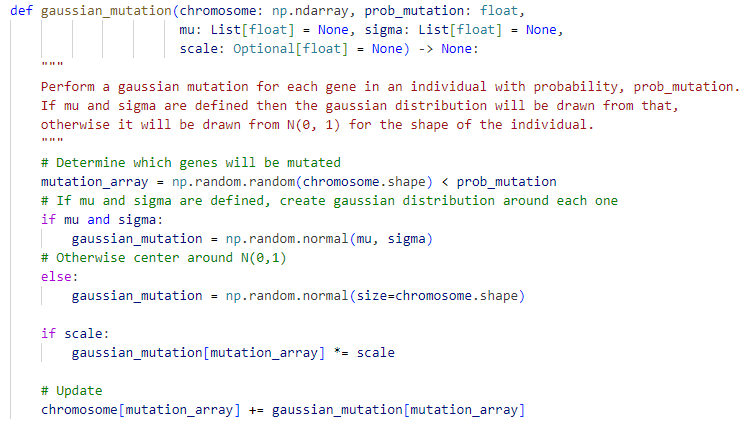 def gaussian_mutation(chromosome: np.ndarray, prob_mutation: float,
                      mu: List[float] = None, sigma: List[float] = None,
                      scale: Optional[float] = None) -> None:
    """
    Perform a gaussian mutation for each gene in an individual with probability, prob_mutation.
    If mu and sigma are defined then the gaussian distribution will be drawn from that,
    otherwise it will be drawn from N(0, 1) for the shape of the individual.
    """
    # Determine which genes will be mutated
    mutation_array = np.random.random(chromosome.shape) < prob_mutation
    # If mu and sigma are defined, create gaussian distribution around each one
    if mu and sigma:
        gaussian_mutation = np.random.normal(mu, sigma)
    # Otherwise center around N(0,1)
    else:
        gaussian_mutation = np.random.normal(size=chromosome.shape)

    if scale:
        gaussian_mutation[mutation_array] *= scale

    # Update
    chromosome[mutation_array] += gaussian_mutation[mutation_array]